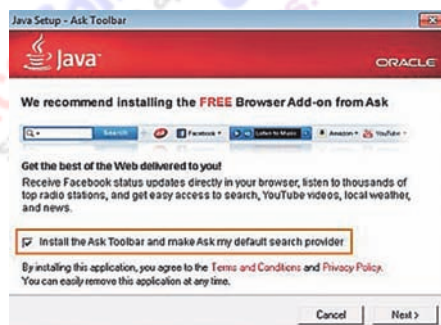 Java Setup - Ask Toolbar
Java
ORACLE
We recommend installing the FREE Browser Add-on from Ask
Search Facebook Listen to Music Amazon YouTube
Get the best of the Web delivered to you!
Receive Facebook status updates directly in your browser, listen to thousands of
top radio stations, and get easy access to search, YouTube videos, local weather,
and news.
Install the Ask Toolbar and make Ask my default search provider
By installing this application, you agree to the Terms and Conditions and Privacy Policy.
You can easily remove this application at any time.
Cancel Next >